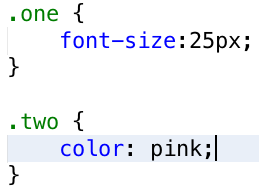 .one {
    font-size:25px;
}

.two {
    color: pink;
}